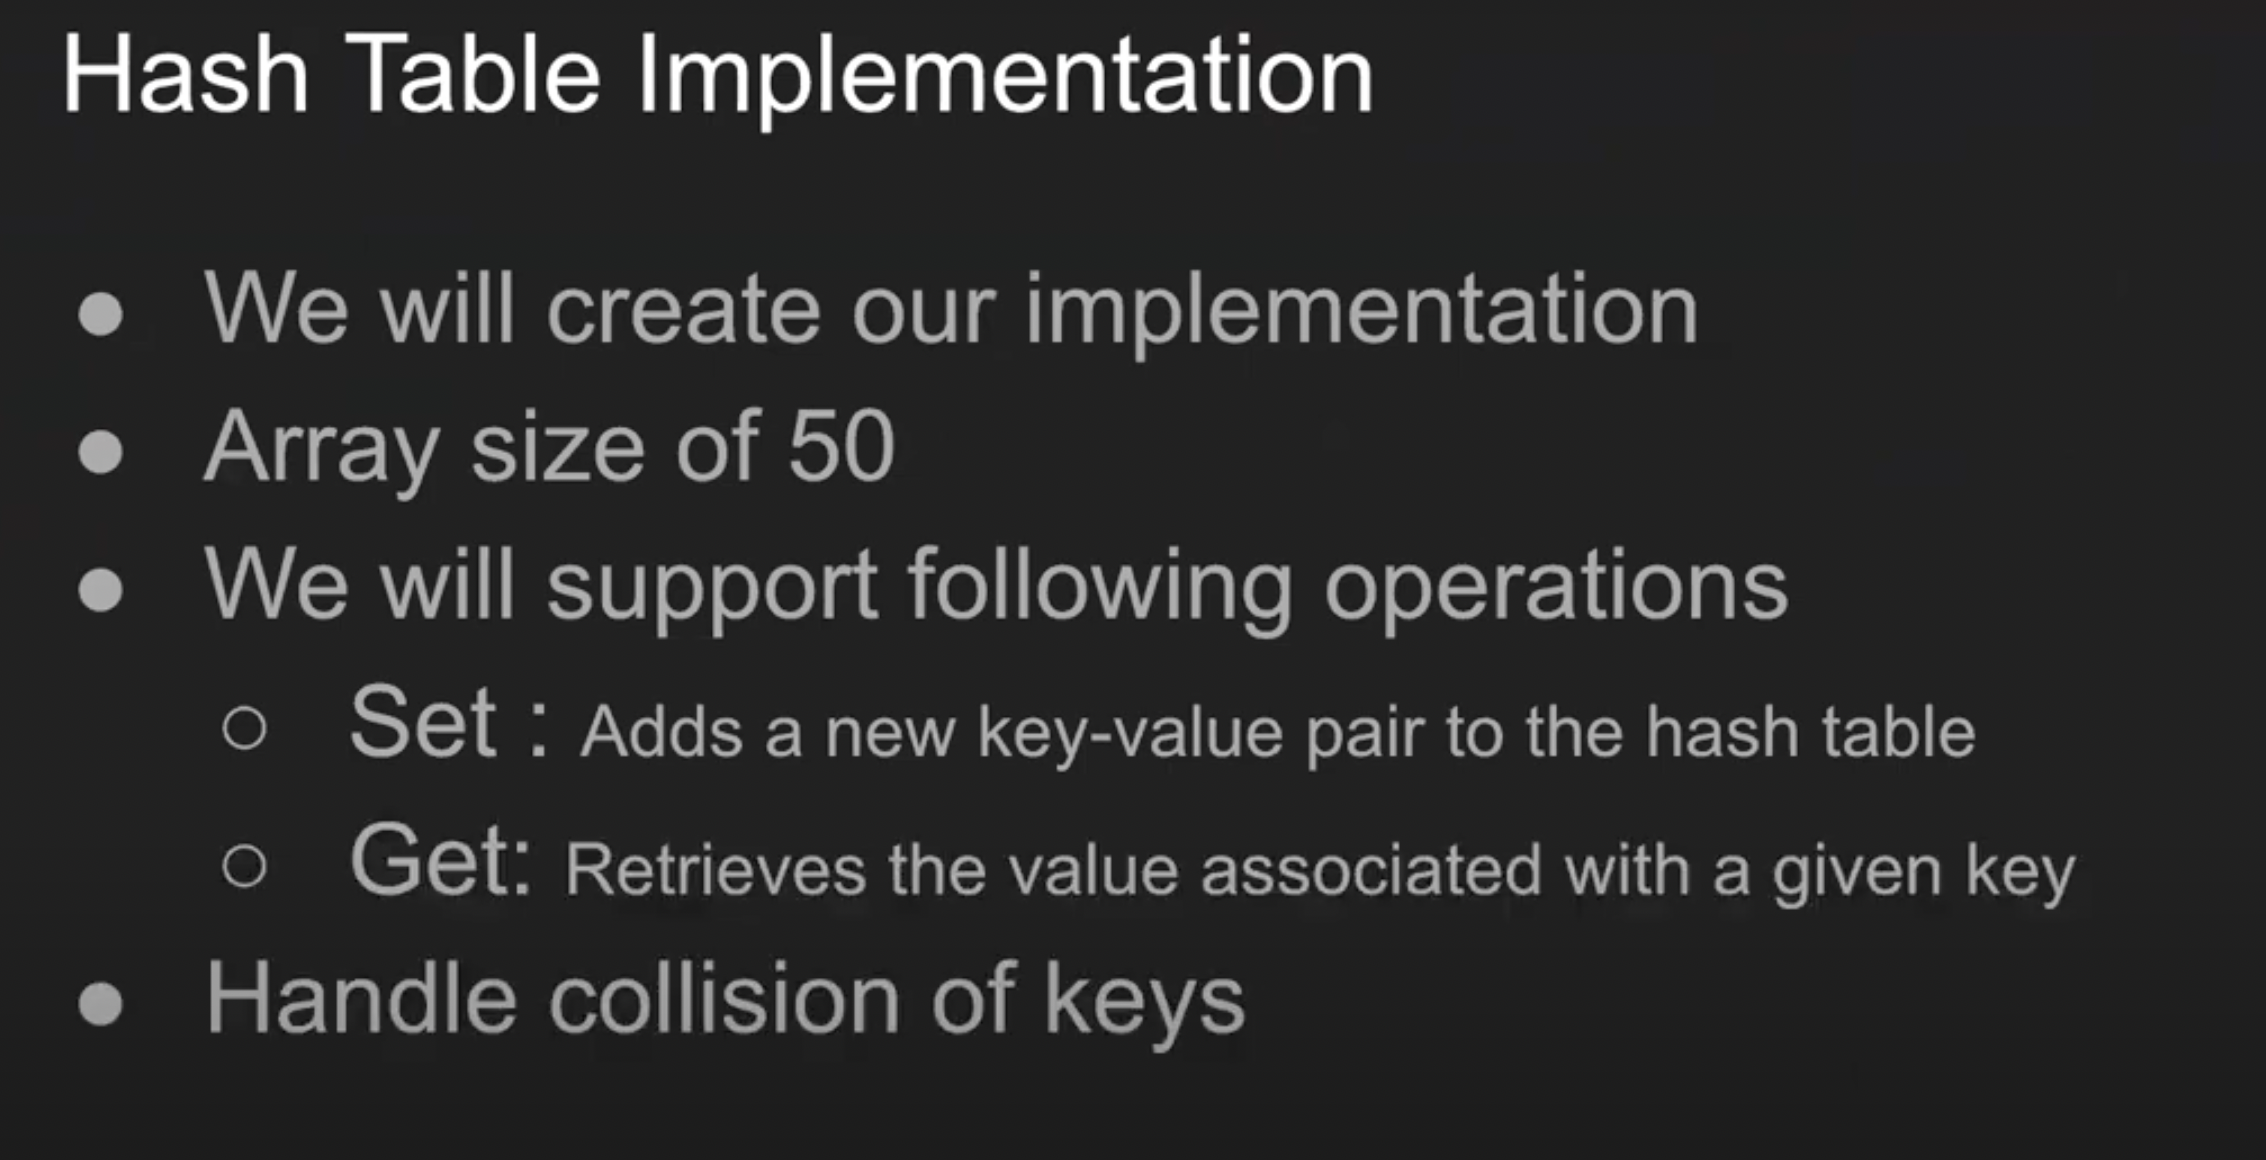 Hash Table Implementation
● We will create our implementation
● Array size of 50
● We will support following operations
○ Set : Adds a new key-value pair to the hash table
○ Get: Retrieves the value associated with a given key
● Handle collision of keys